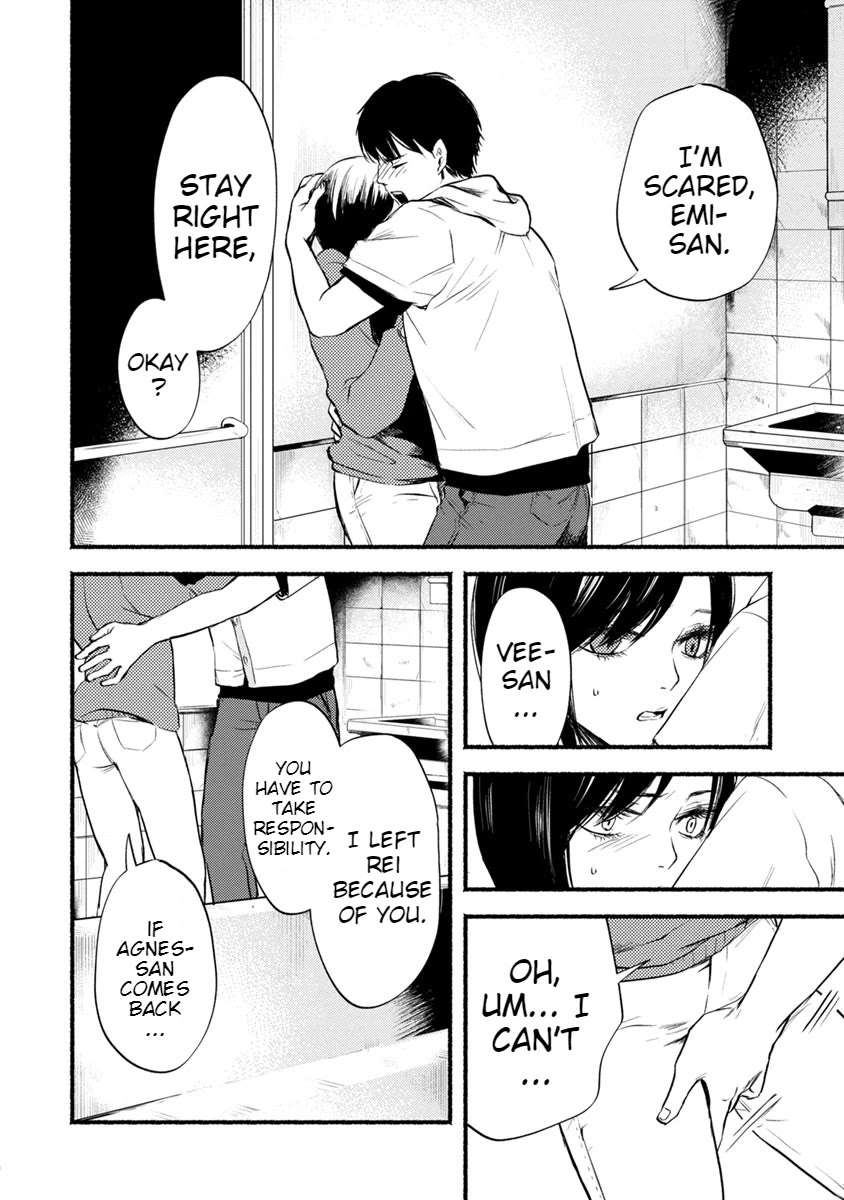 I'M
SCARED,
EMI-
SAN.
STAY
RIGHT
HERE,
OKAY
?
VEE-
SAN
...
OH,
UM... I
CAN'T
...
I LEFT
REI
BECAUSE
OF YOU.
YOU
HAVE TO
TAKE
RESPON-
SIBILITY.
IF
AGNES-
SAN
COMES
BACK
...